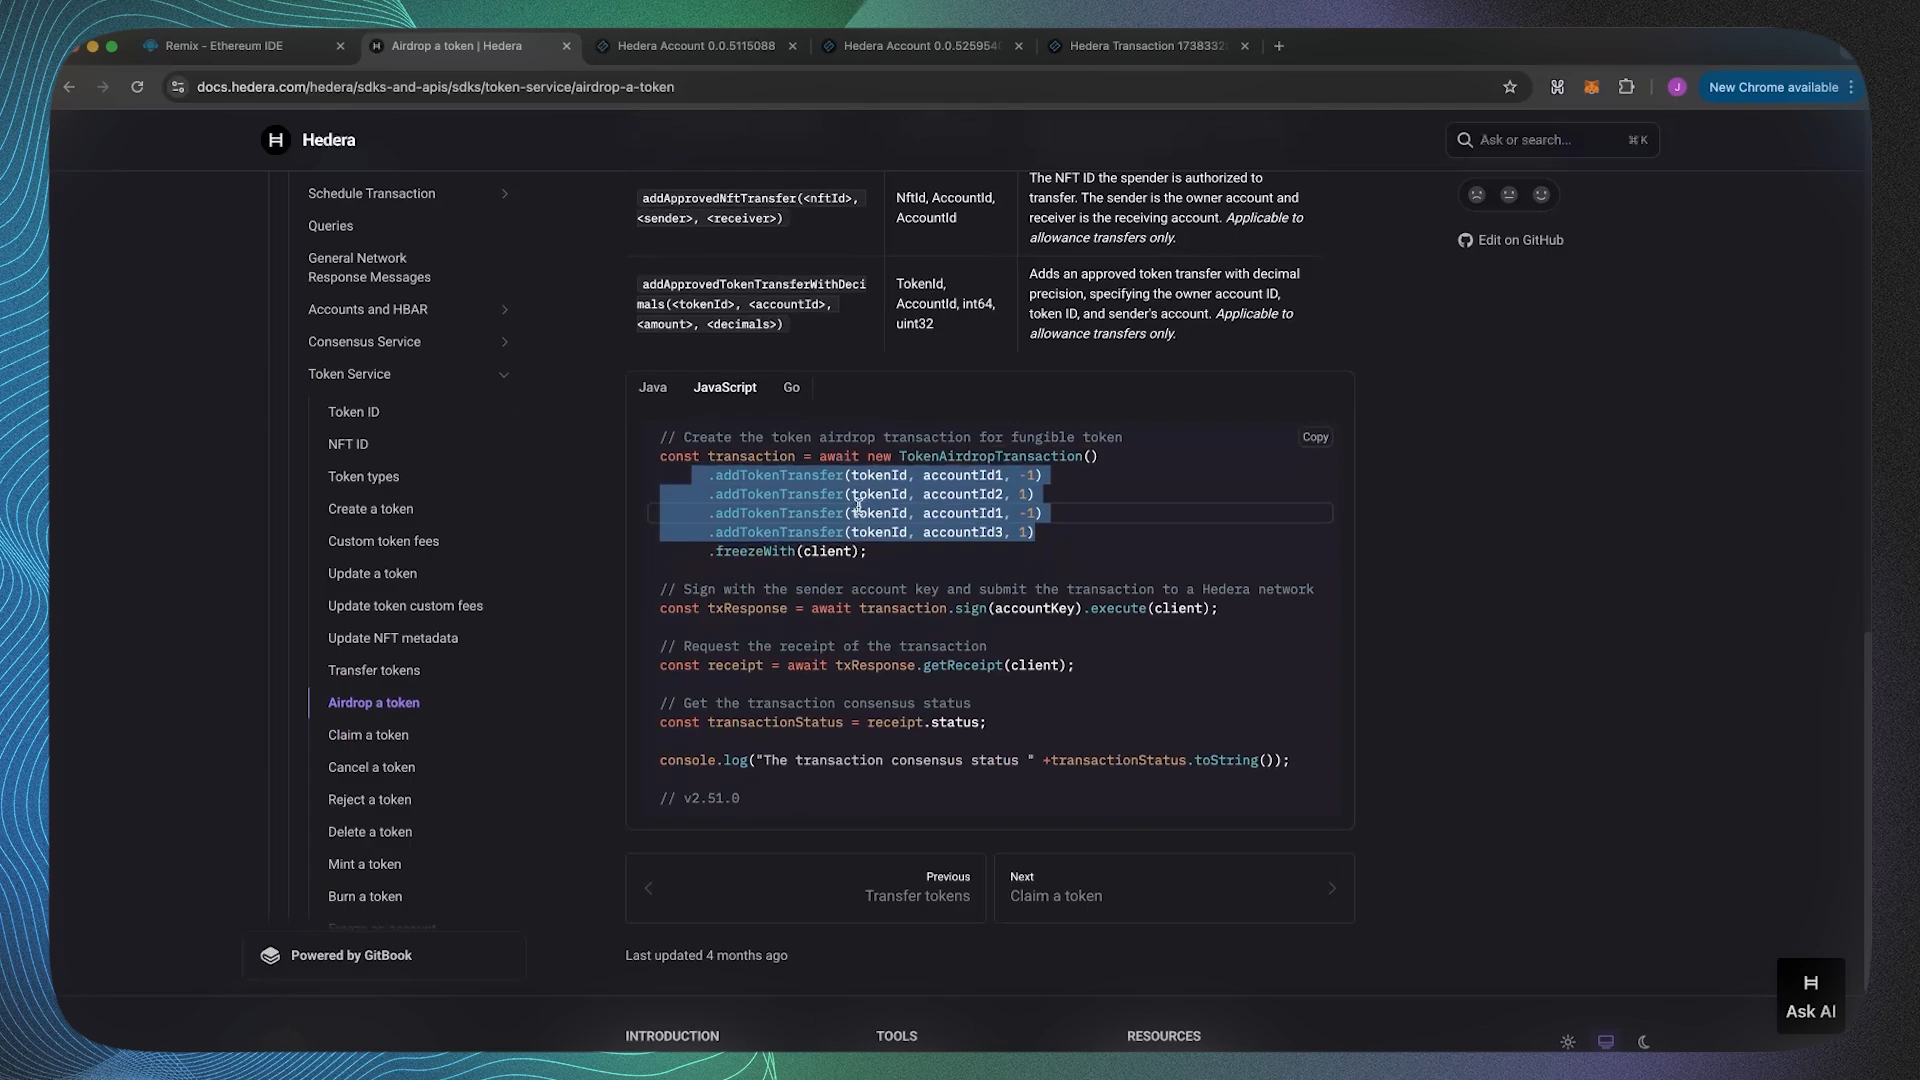 Remix - Ethereum IDE
Airdrop a token | Hedera
Hedera Account 0.0.5115088
Hedera Account 0.0.525954
Hedera Transaction 1738332
docs.hedera.com/hedera/sdks-and-apis/sdks/token-service/airdrop-a-token
J
New Chrome available
Hedera
Ask or search...
⌘K
Schedule Transaction
Queries
General Network
Response Messages
Accounts and HBAR
Consensus Service
Token Service
Token ID
NFT ID
Token types
Create a token
Custom token fees
Update a token
Update token custom fees
Update NFT metadata
Transfer tokens
Airdrop a token
Claim a token
Cancel a token
Reject a token
Delete a token
Mint a token
Burn a token
Powered by GitBook
addApprovedNftTransfer(<nftId>,
<sender>, <receiver>)
NftId, AccountId,
AccountId
The NFT ID the spender is authorized to
transfer. The sender is the owner account and
receiver is the receiving account. Applicable to
allowance transfers only.
addApprovedTokenTransferWithDeci
mals(<tokenId>, <accountId>,
<amount>, <decimals>)
TokenId,
AccountId, int64,
uint32
Adds an approved token transfer with decimal
precision, specifying the owner account ID,
token ID, and sender's account. Applicable to
allowance transfers only.
Java
JavaScript
Go
Copy
// Create the token airdrop transaction for fungible token
const transaction = await new TokenAirdropTransaction()
.addTokenTransfer(tokenId, accountId1, -1)
.addTokenTransfer(tokenId, accountId2, 1)
.addTokenTransfer(tokenId, accountId1, -1)
.addTokenTransfer(tokenId, accountId3, 1)
.freezeWith(client);
// Sign with the sender account key and submit the transaction to a Hedera network
const txResponse = await transaction.sign(accountKey).execute(client);
// Request the receipt of the transaction
const receipt = await txResponse.getReceipt(client);
// Get the transaction consensus status
const transactionStatus = receipt.status;
console.log("The transaction consensus status " +transactionStatus.toString());
// v2.51.0
Previous
Transfer tokens
Next
Claim a token
Last updated 4 months ago
Edit on GitHub
Ask AI
INTRODUCTION
TOOLS
RESOURCES